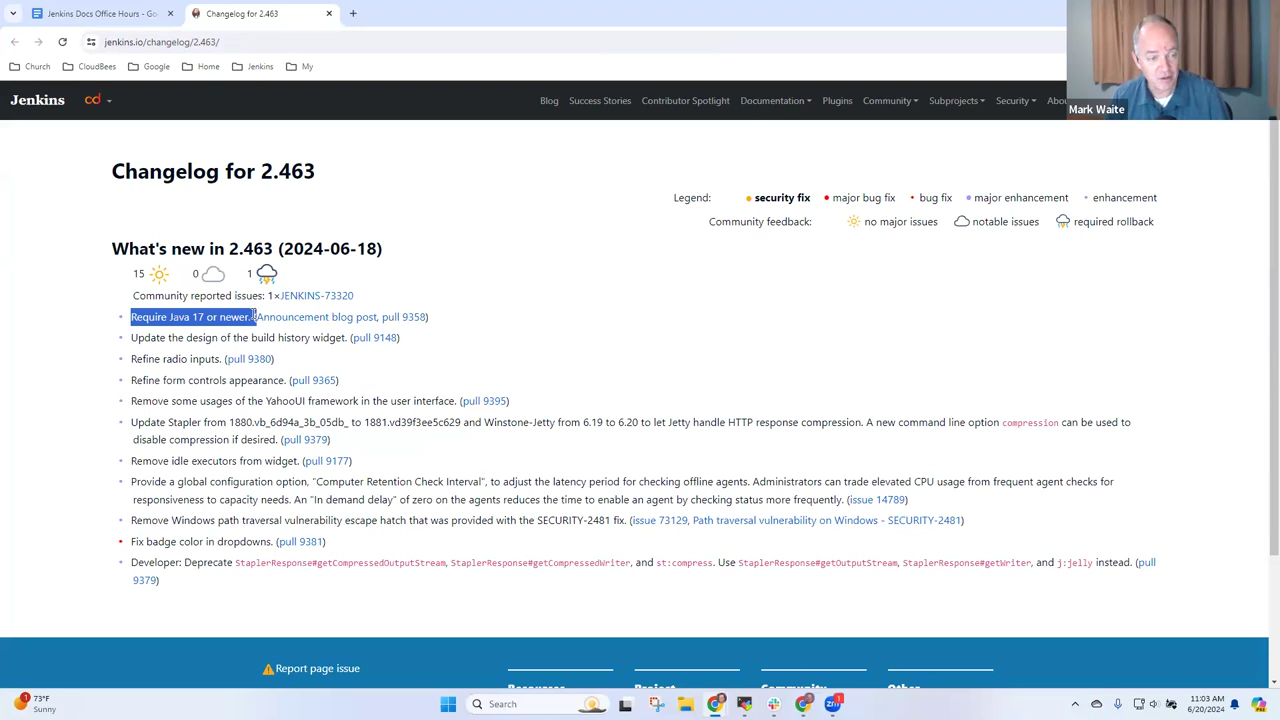 Jenkins Docs Office Hours - Go
Changelog for 2.463
jenkins.io/changelog/2.463/
Church
CloudBees
Google
Home
Jenkins
My
Mark Waite
Jenkins
cd
Blog
Success Stories
Contributor Spotlight
Documentation
Plugins
Community
Subprojects
Security
Abou
Changelog for 2.463
Legend: security fix major bug fix bug fix major enhancement enhancement
Community feedback: no major issues notable issues required rollback
What's new in 2.463 (2024-06-18)
15 0 1
Community reported issues: 1×JENKINS-73320
Require Java 17 or newer. (Announcement blog post, pull 9358)
Update the design of the build history widget. (pull 9148)
Refine radio inputs. (pull 9380)
Refine form controls appearance. (pull 9365)
Remove some usages of the YahooUI framework in the user interface. (pull 9395)
Update Stapler from 1880.vb_6d94a_3b_05db_ to 1881.vd39f3ee5c629 and Winstone-Jetty from 6.19 to 6.20 to let Jetty handle HTTP response compression. A new command line option compression can be used to
disable compression if desired. (pull 9379)
Remove idle executors from widget. (pull 9177)
Provide a global configuration option, "Computer Retention Check Interval", to adjust the latency period for checking offline agents. Administrators can trade elevated CPU usage from frequent agent checks for
responsiveness to capacity needs. An "In demand delay" of zero on the agents reduces the time to enable an agent by checking status more frequently. (issue 14789)
Remove Windows path traversal vulnerability escape hatch that was provided with the SECURITY-2481 fix. (issue 73129, Path traversal vulnerability on Windows - SECURITY-2481)
Fix badge color in dropdowns. (pull 9381)
Developer: Deprecate StaplerResponse#getCompressedOutputStream, StaplerResponse#getCompressedWriter, and st:compress. Use StaplerResponse#getOutputStream, StaplerResponse#getWriter, and j:jelly instead. (pull
9379)
Report page issue
Resources
Project
Community
Other
1
73°F
Sunny
Search
11:03 AM
6/20/2024